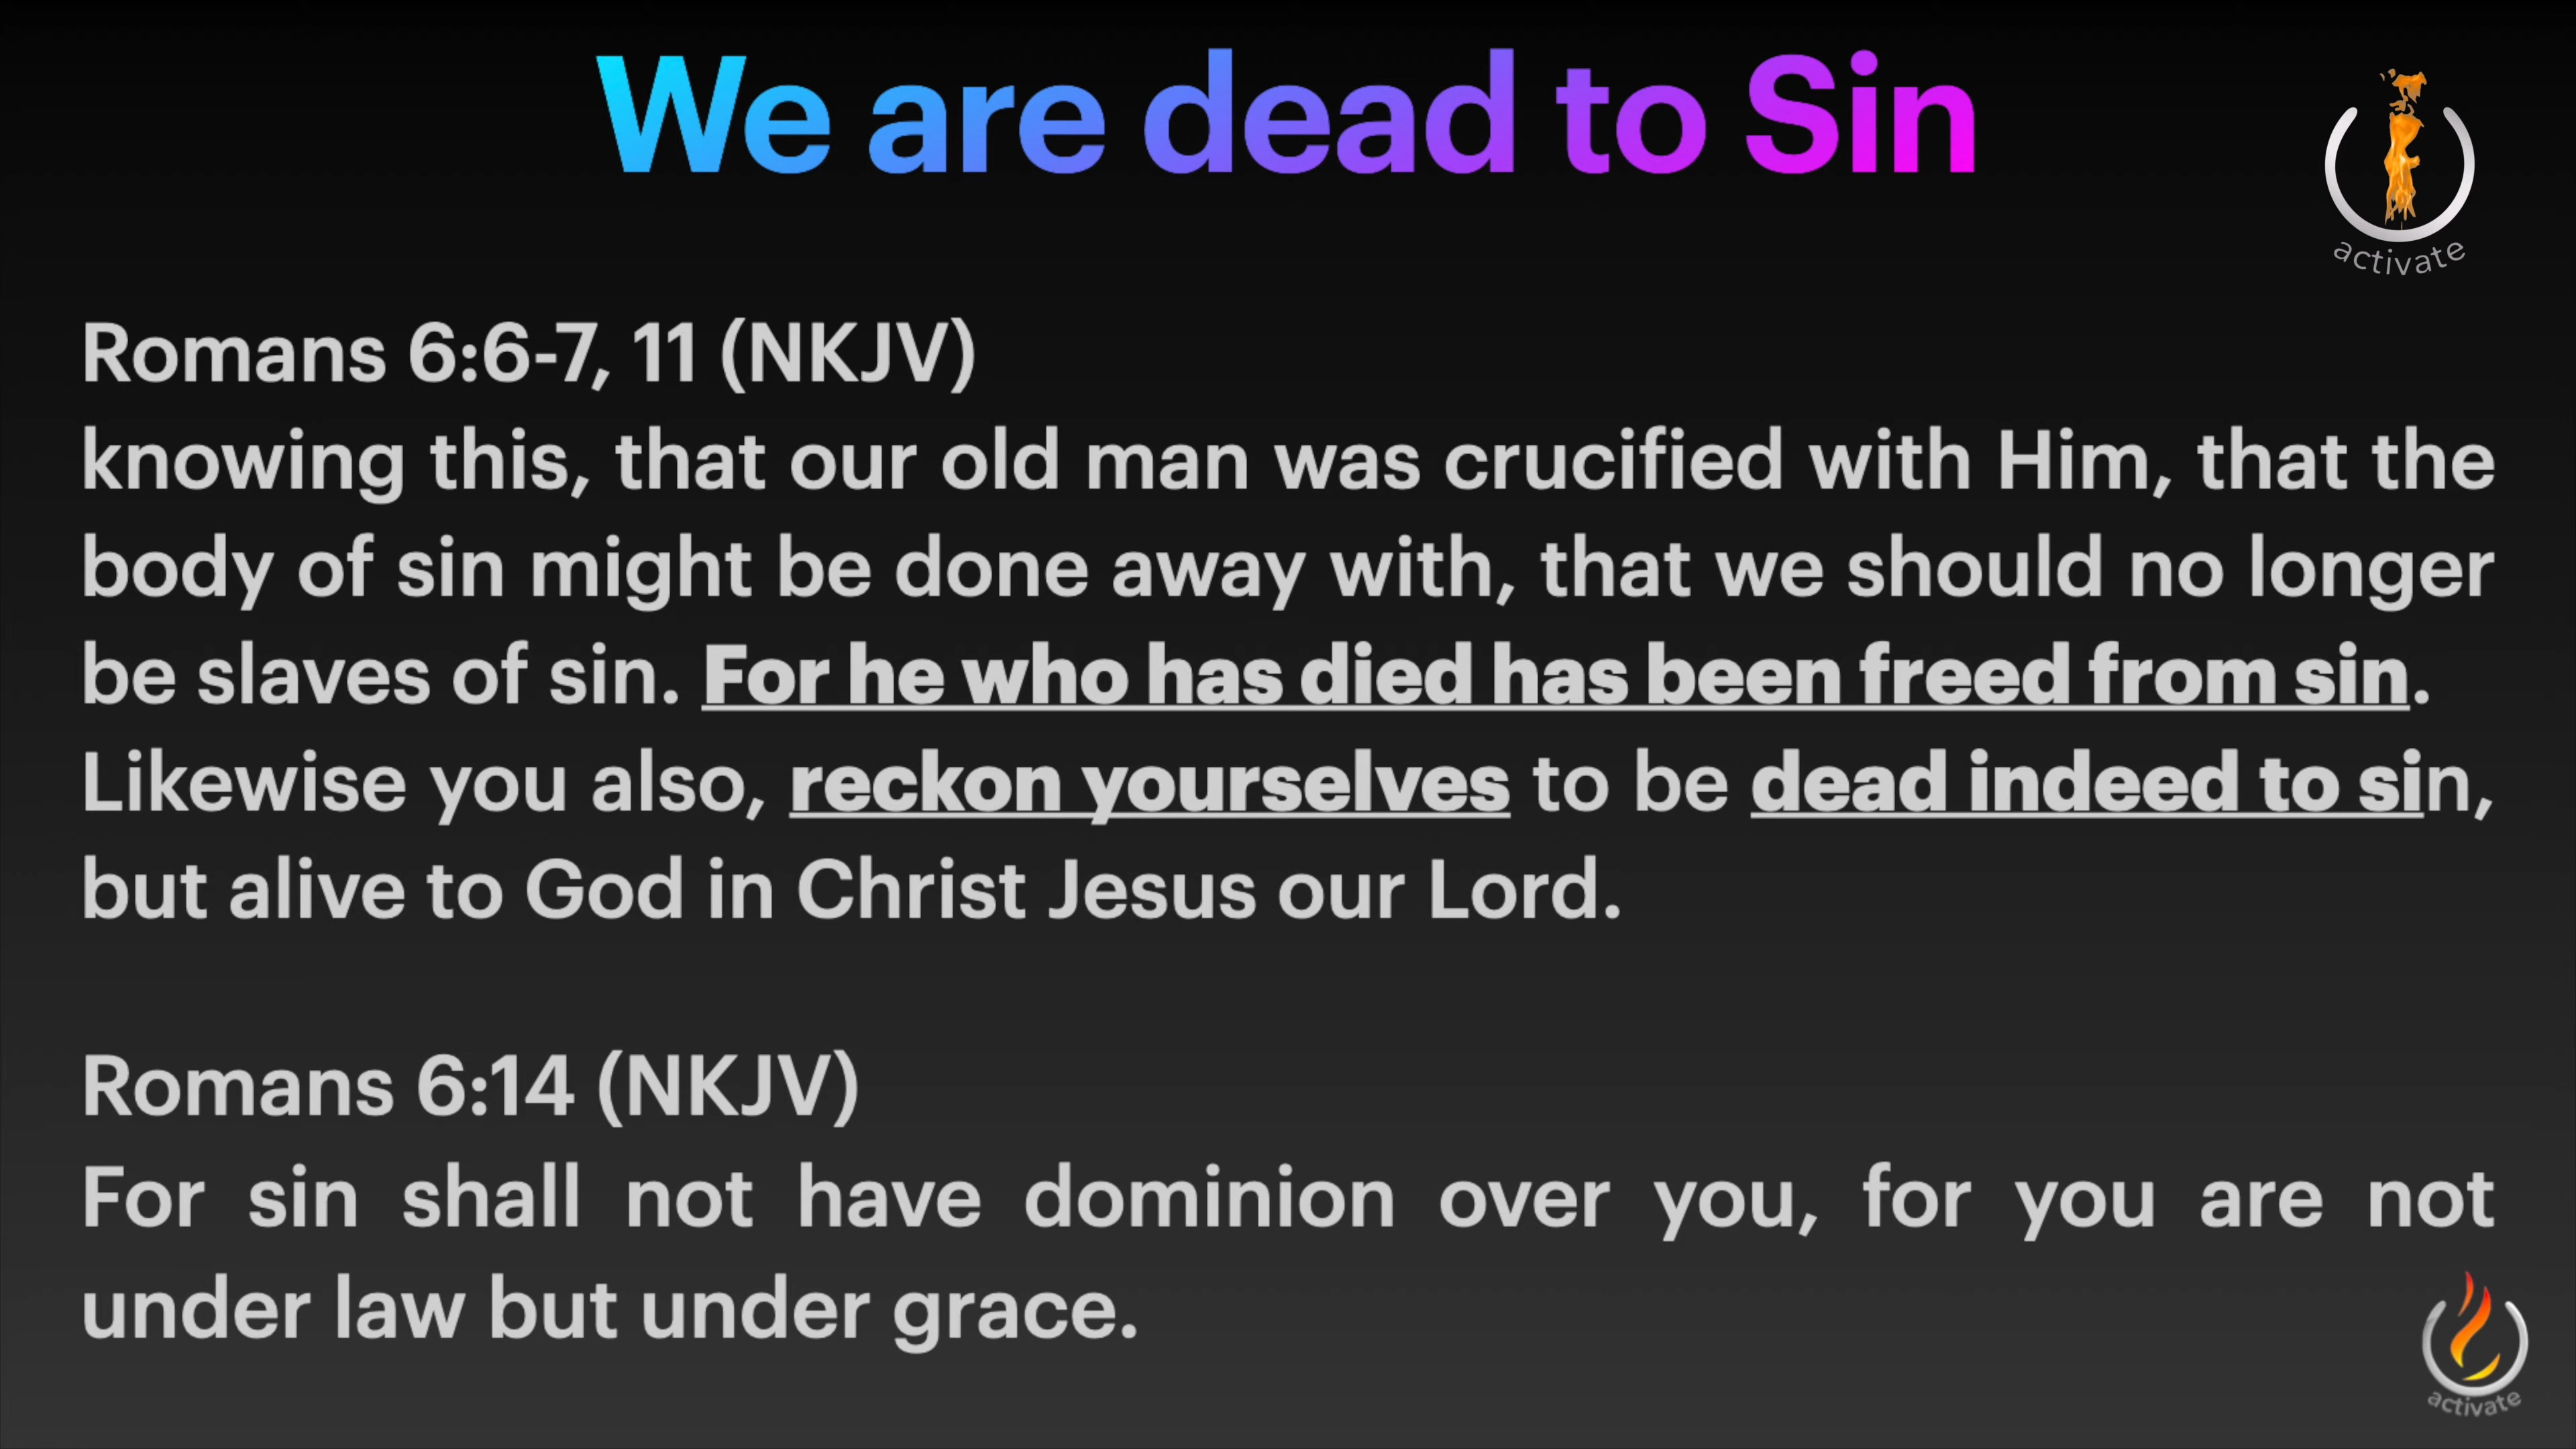 We are dead to Sin
activate
Romans 6:6-7, 11 (NKJV)
knowing this, that our old man was crucified with Him, that the
body of sin might be done away with, that we should no longer
be slaves of sin. For he who has died has been freed from sin.
Likewise you also, reckon yourselves to be dead indeed to sin,
but alive to God in Christ Jesus our Lord.
Romans 6:14 (NKJV)
For sin shall not have dominion over you, for you are not
under law but under grace.
activate